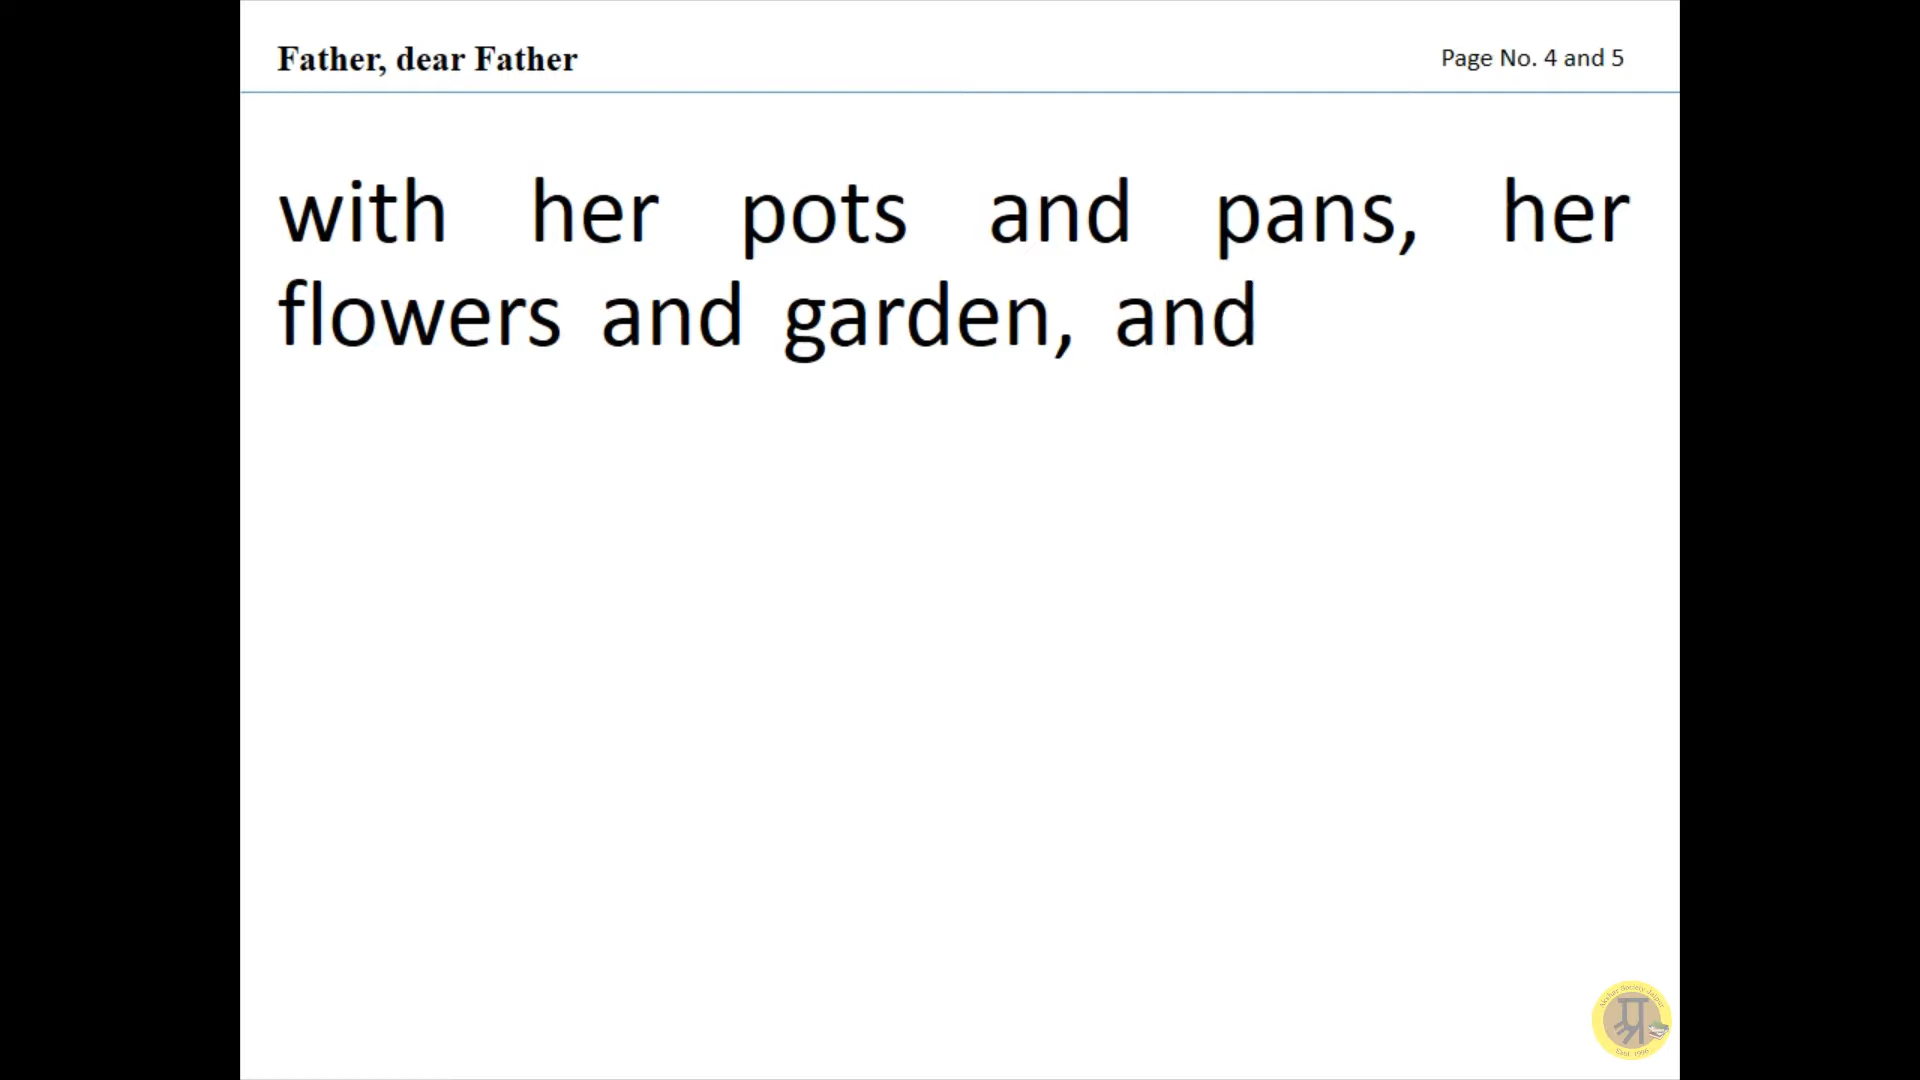 Father, dear Father
Page No. 4 and 5
with her pots and pans, her
flowers and garden, and